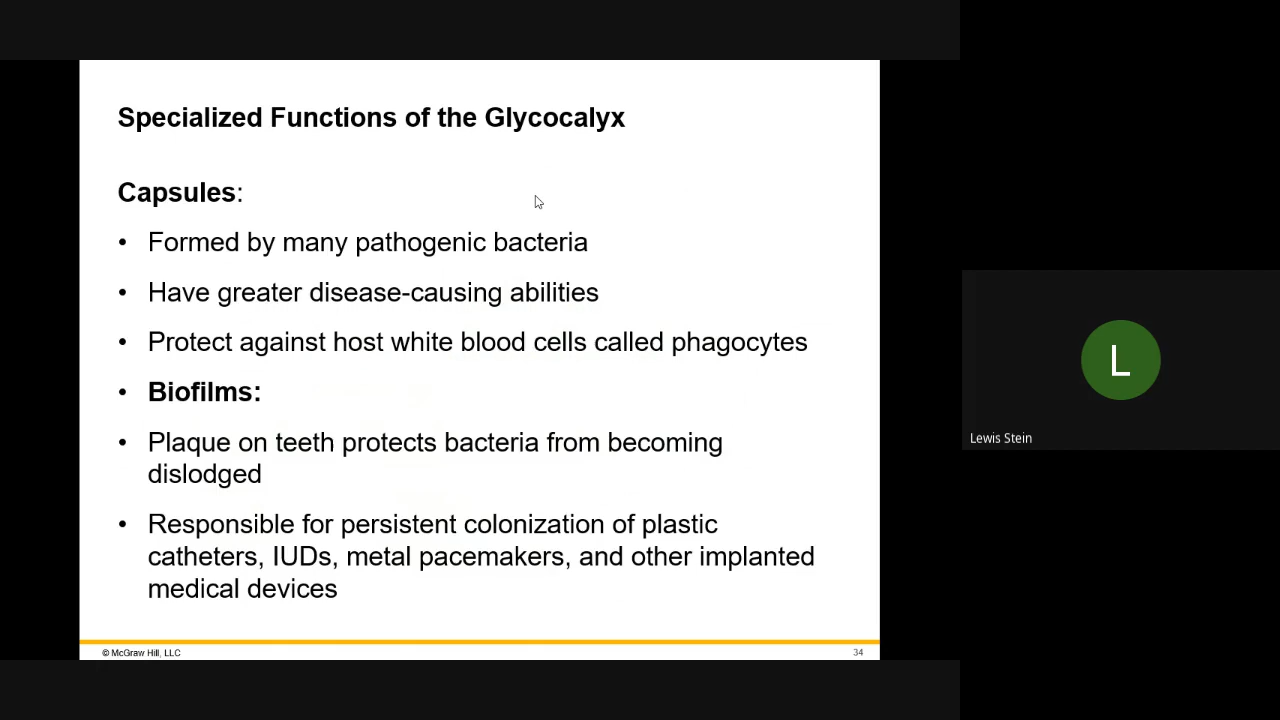 Specialized Functions of the Glycocalyx
Capsules:
• Formed by many pathogenic bacteria
• Have greater disease-causing abilities
• Protect against host white blood cells called phagocytes
• Biofilms:
• Plaque on teeth protects bacteria from becoming
dislodged
• Responsible for persistent colonization of plastic
catheters, IUDs, metal pacemakers, and other implanted
medical devices
© McGraw Hill, LLC
34
L
Lewis Stein